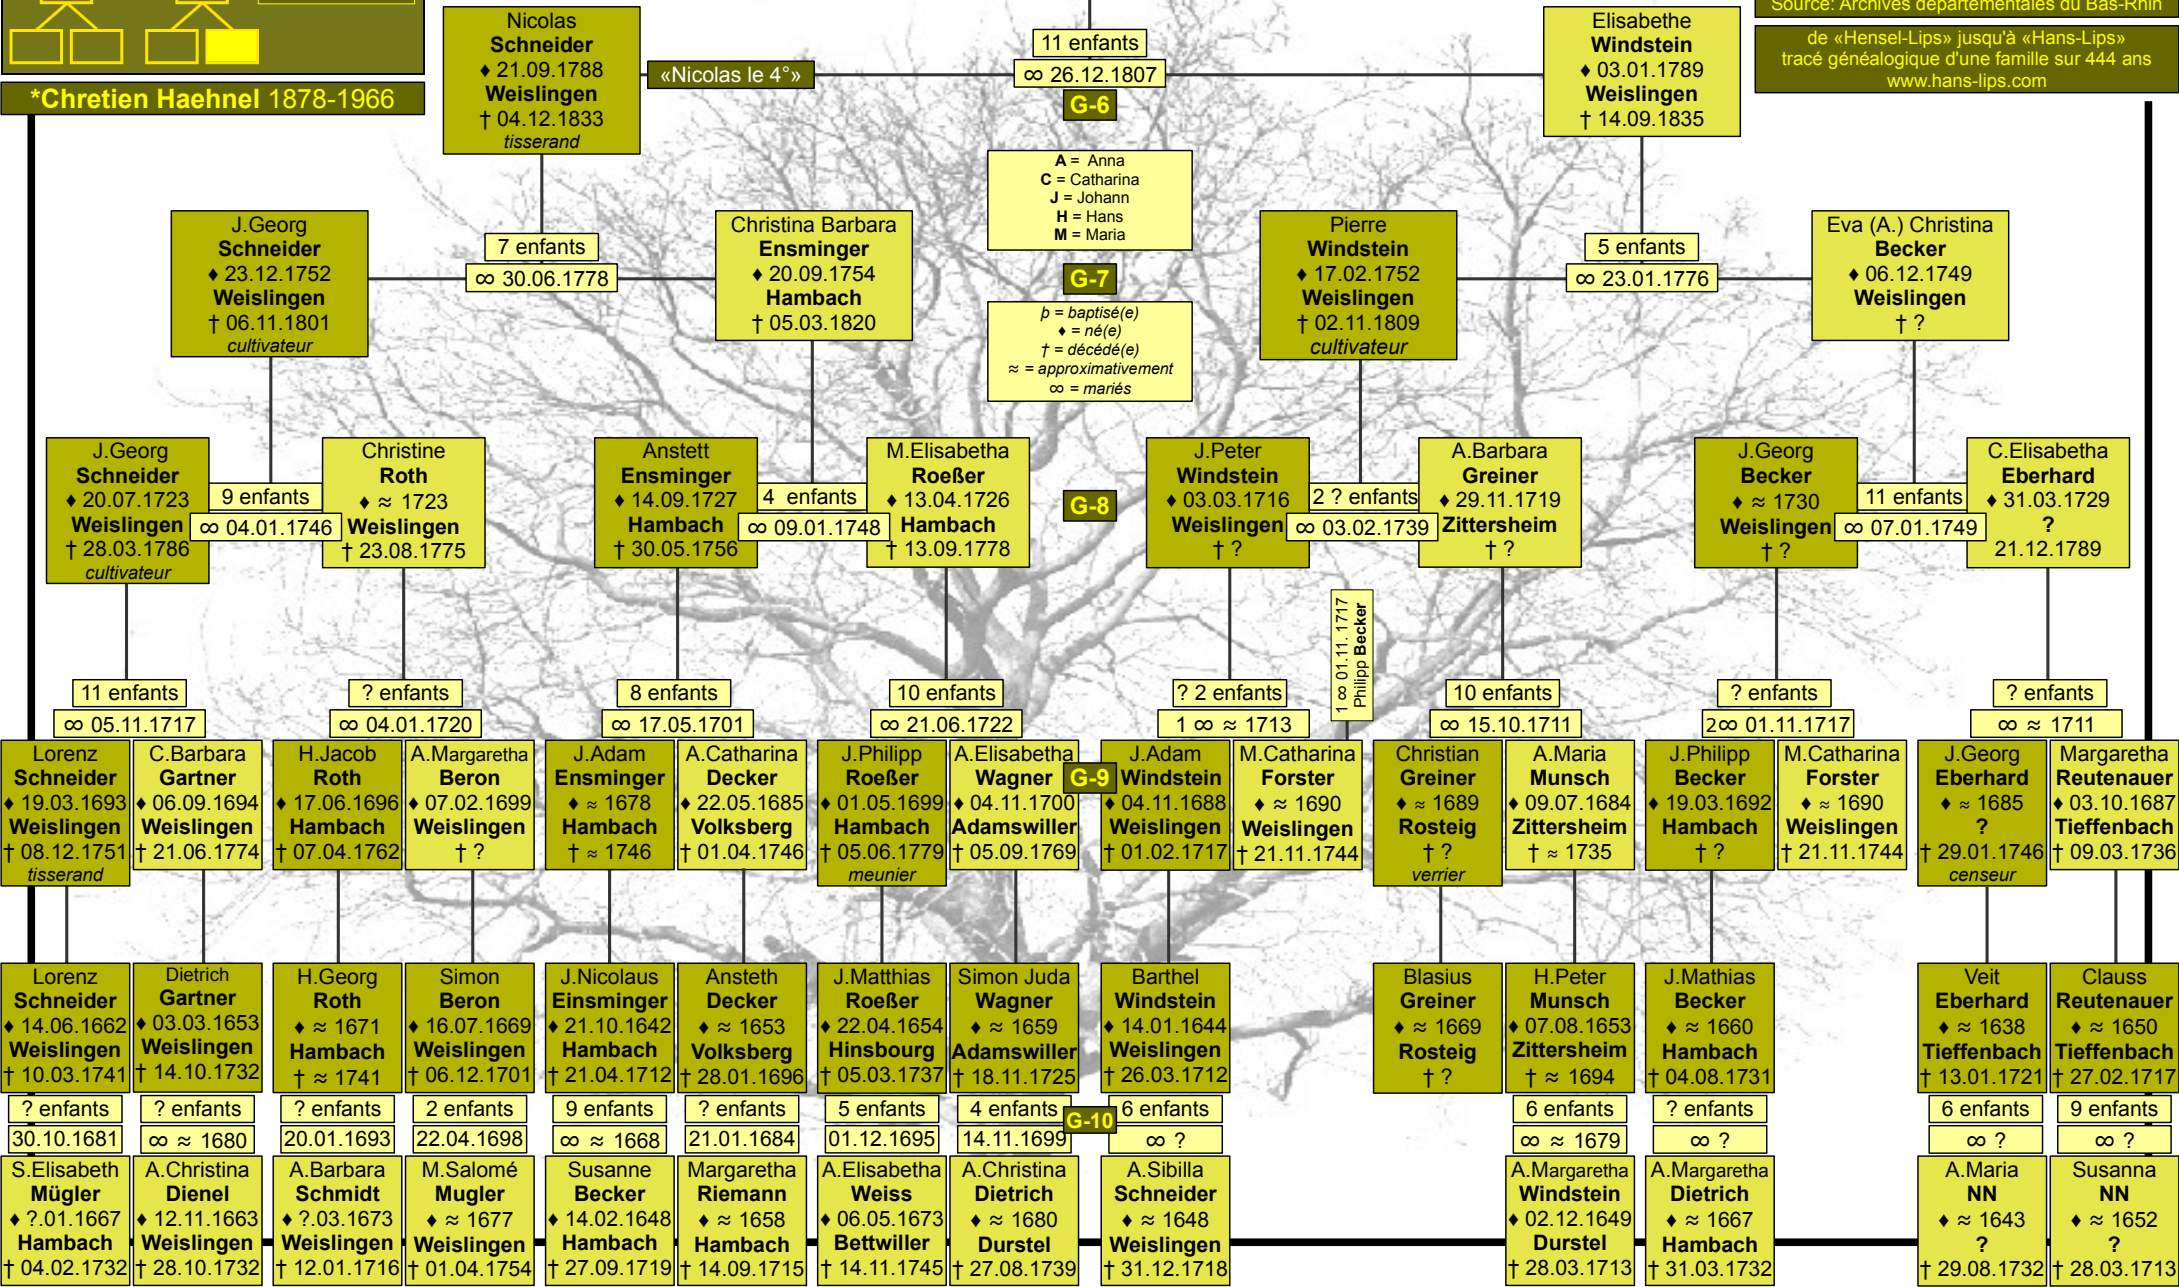 Source: Archives départementales du Bas-Rhin
de «Hensel-Lips» jusqu'à «Hans-Lips»
tracé généalogique d'une famille sur 444 ans
www.hans-lips.com
*Chretien Haehnel 1878-1966
Nicolas
Schneider
♦ 21.09.1788
Weislingen
† 04.12.1833
tisserand
«Nicolas le 4°»
11 enfants
∞ 26.12.1807
G-6
Elisabethe
Windstein
♦ 03.01.1789
Weislingen
† 14.09.1835
A = Anna
C = Catharina
J = Johann
H = Hans
M = Maria
J.Georg
Schneider
♦ 23.12.1752
Weislingen
† 06.11.1801
cultivateur
7 enfants
∞ 30.06.1778
Christina Barbara
Ensminger
♦ 20.09.1754
Hambach
† 05.03.1820
G-7
þ = baptisé(e)
♦ = né(e)
† = décédé(e)
≈ = approximativement
∞ = mariés
Pierre
Windstein
♦ 17.02.1752
Weislingen
† 02.11.1809
cultivateur
5 enfants
∞ 23.01.1776
Eva (A.) Christina
Becker
♦ 06.12.1749
Weislingen
† ?
J.Georg
Schneider
♦ 20.07.1723
Weislingen
† 28.03.1786
cultivateur
9 enfants
∞ 04.01.1746
Christine
Roth
♦ ≈ 1723
Weislingen
† 23.08.1775
Anstett
Ensminger
♦ 14.09.1727
Hambach
† 30.05.1756
4 enfants
∞ 09.01.1748
M.Elisabetha
Roeßer
♦ 13.04.1726
Hambach
† 13.09.1778
G-8
J.Peter
Windstein
♦ 03.03.1716
Weislingen
† ?
2 ? enfants
∞ 03.02.1739
A.Barbara
Greiner
♦ 29.11.1719
Zittersheim
† ?
J.Georg
Becker
♦ ≈ 1730
Weislingen
† ?
11 enfants
∞ 07.01.1749
C.Elisabetha
Eberhard
♦ 31.03.1729
?
21.12.1789
1 ∞ 01.11.1717
Philipp Becker
11 enfants
∞ 05.11.1717
? enfants
∞ 04.01.1720
8 enfants
∞ 17.05.1701
10 enfants
∞ 21.06.1722
? 2 enfants
1 ∞ ≈ 1713
10 enfants
∞ 15.10.1711
? enfants
2∞ 01.11.1717
? enfants
∞ ≈ 1711
Lorenz
Schneider
♦ 19.03.1693
Weislingen
† 08.12.1751
tisserand
C.Barbara
Gartner
♦ 06.09.1694
Weislingen
† 21.06.1774
H.Jacob
Roth
♦ 17.06.1696
Hambach
† 07.04.1762
A.Margaretha
Beron
♦ 07.02.1699
Weislingen
† ?
J.Adam
Ensminger
♦ ≈ 1678
Hambach
† ≈ 1746
A.Catharina
Decker
♦ 22.05.1685
Volksberg
† 01.04.1746
J.Philipp
Roeßer
♦ 01.05.1699
Hambach
† 05.06.1779
meunier
A.Elisabetha
Wagner
♦ 04.11.1700
Adamswiller
† 05.09.1769
G-9
J.Adam
Windstein
♦ 04.11.1688
Weislingen
† 01.02.1717
M.Catharina
Forster
♦ ≈ 1690
Weislingen
† 21.11.1744
Christian
Greiner
♦ ≈ 1689
Rosteig
† ?
verrier
A.Maria
Munsch
♦ 09.07.1684
Zittersheim
† ≈ 1735
J.Philipp
Becker
♦ 19.03.1692
Hambach
† ?
M.Catharina
Forster
♦ ≈ 1690
Weislingen
† 21.11.1744
J.Georg
Eberhard
♦ ≈ 1685
?
† 29.01.1746
censeur
Margaretha
Reutenauer
♦ 03.10.1687
Tieffenbach
† 09.03.1736
Lorenz
Schneider
♦ 14.06.1662
Weislingen
† 10.03.1741
Dietrich
Gartner
♦ 03.03.1653
Weislingen
† 14.10.1732
H.Georg
Roth
♦ ≈ 1671
Hambach
† ≈ 1741
Simon
Beron
♦ 16.07.1669
Weislingen
† 06.12.1701
J.Nicolaus
Einsminger
♦ 21.10.1642
Hambach
† 21.04.1712
Ansteth
Decker
♦ ≈ 1653
Volksberg
† 28.01.1696
J.Matthias
Roeßer
♦ 22.04.1654
Hinsbourg
† 05.03.1737
Simon Juda
Wagner
♦ ≈ 1659
Adamswiller
† 18.11.1725
Barthel
Windstein
♦ 14.01.1644
Weislingen
† 26.03.1712
Blasius
Greiner
♦ ≈ 1669
Rosteig
† ?
H.Peter
Munsch
♦ 07.08.1653
Zittersheim
† ≈ 1694
J.Mathias
Becker
♦ ≈ 1660
Hambach
† 04.08.1731
Veit
Eberhard
♦ ≈ 1638
Tieffenbach
† 13.01.1721
Clauss
Reutenauer
♦ ≈ 1650
Tieffenbach
† 27.02.1717
? enfants
30.10.1681
? enfants
∞ ≈ 1680
? enfants
20.01.1693
2 enfants
22.04.1698
9 enfants
∞ ≈ 1668
? enfants
21.01.1684
5 enfants
01.12.1695
4 enfants
14.11.1699
G-10
6 enfants
∞ ?
6 enfants
∞ ≈ 1679
? enfants
∞ ?
6 enfants
∞ ?
9 enfants
∞ ?
S.Elisabeth
Mügler
♦ ?.01.1667
Hambach
† 04.02.1732
A.Christina
Dienel
♦ 12.11.1663
Weislingen
† 28.10.1732
A.Barbara
Schmidt
♦ ?.03.1673
Weislingen
† 12.01.1716
M.Salomé
Mugler
♦ ≈ 1677
Weislingen
† 01.04.1754
Susanne
Becker
♦ 14.02.1648
Hambach
† 27.09.1719
Margaretha
Riemann
♦ ≈ 1658
Hambach
† 14.09.1715
A.Elisabetha
Weiss
♦ 06.05.1673
Bettwiller
† 14.11.1745
A.Christina
Dietrich
♦ ≈ 1680
Durstel
† 27.08.1739
A.Sibilla
Schneider
♦ ≈ 1648
Weislingen
† 31.12.1718
A.Margaretha
Windstein
♦ 02.12.1649
Durstel
† 28.03.1713
A.Margaretha
Dietrich
♦ ≈ 1667
Hambach
† 31.03.1732
A.Maria
NN
♦ ≈ 1643
?
† 29.08.1732
Susanna
NN
♦ ≈ 1652
?
† 28.03.1713